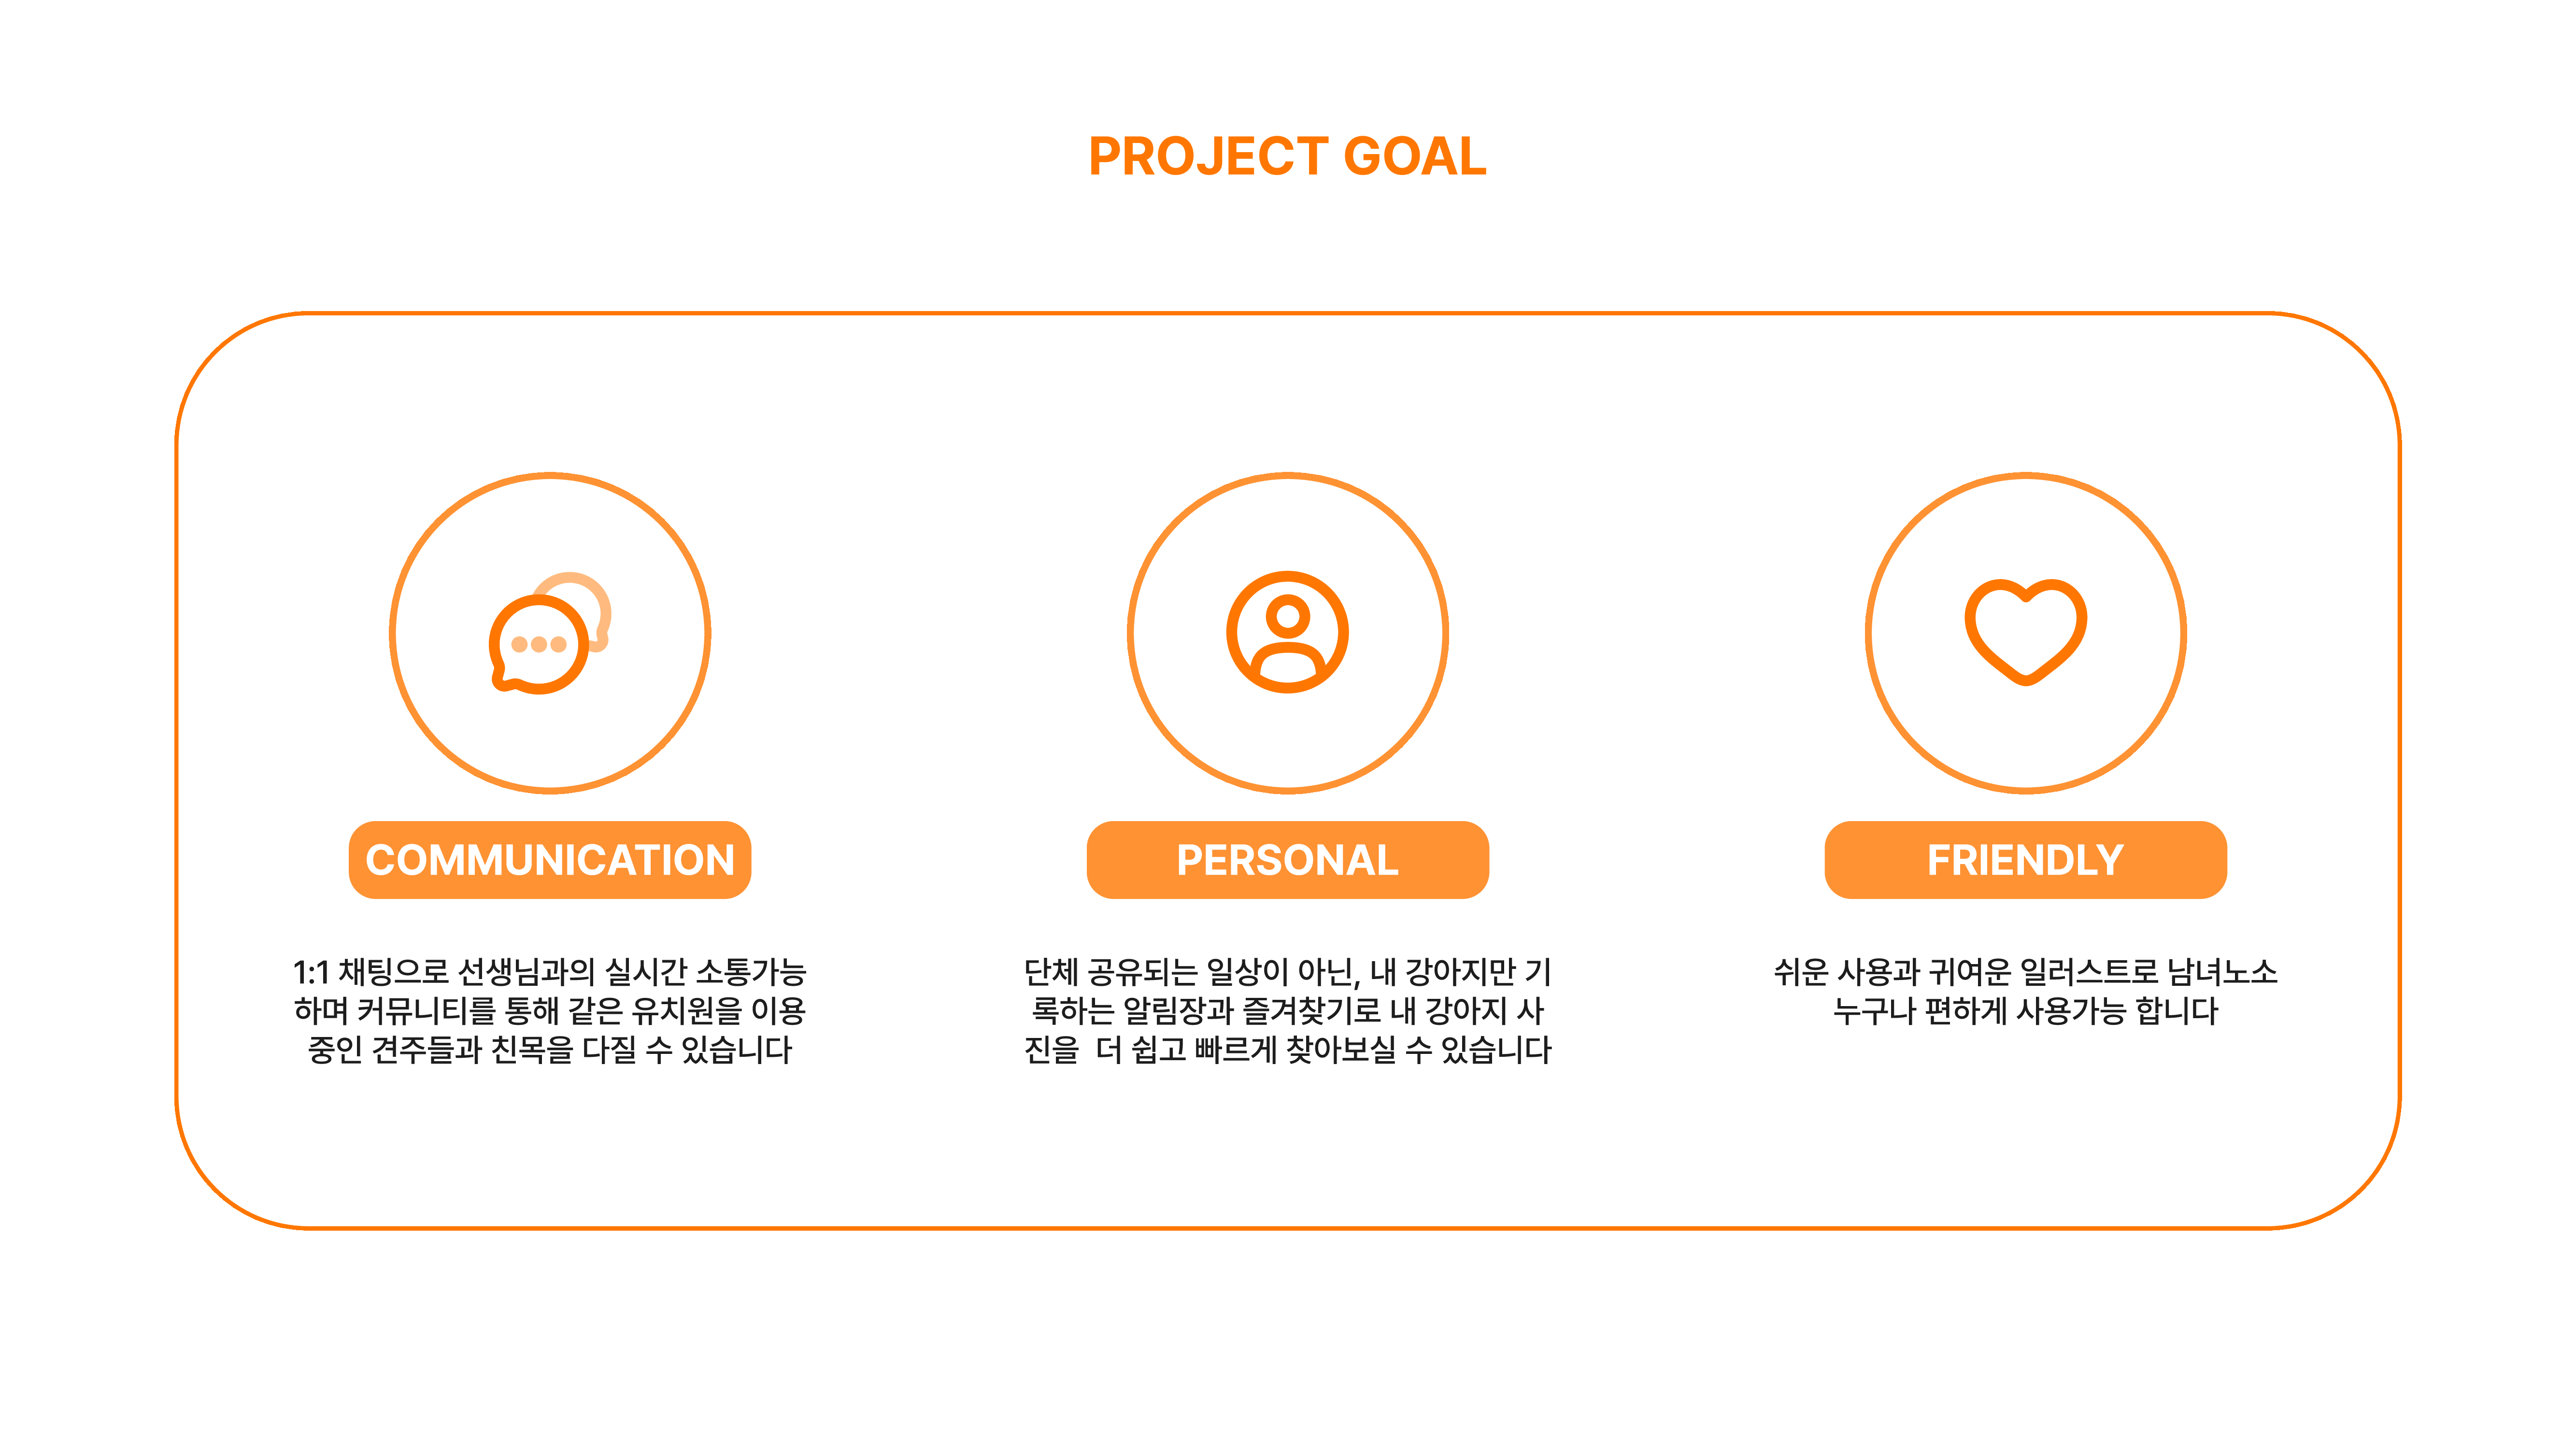 PROJECT GOAL
COMMUNICATION
1:1 채팅으로 선생님과의 실시간 소통가능
하며 커뮤니티를 통해 같은 유치원을 이용
중인 견주들과 친목을 다질 수 있습니다
PERSONAL
단체 공유되는 일상이 아닌, 내 강아지만 기
록하는 알림장과 즐겨찾기로 내 강아지 사
진을  더 쉽고 빠르게 찾아보실 수 있습니다
FRIENDLY
쉬운 사용과 귀여운 일러스트로 남녀노소
누구나 편하게 사용가능 합니다